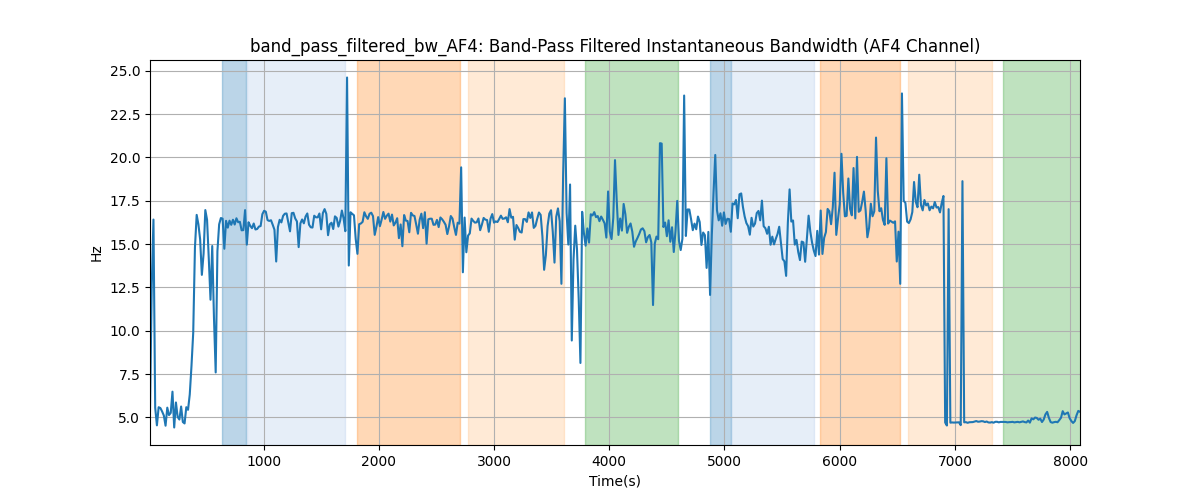 band_pass_filtered_bw_AF4: Band-Pass Filtered Instantaneous Bandwidth (AF4 Channel)
25.0
22.5
20.0
17.5
15.0
12.5
10.0
7.5
5.0
Hz
1000 2000 3000 4000 5000 6000 7000 8000
Time(s)